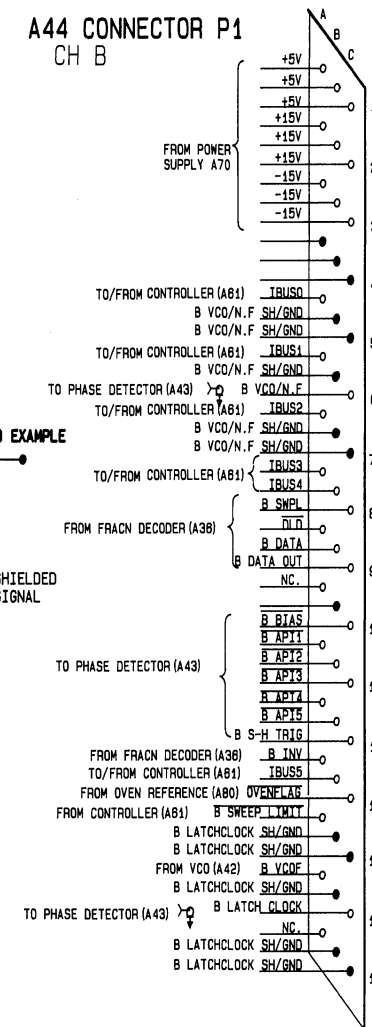 A44 CONNECTOR P1
CH B
A
B
C
+5V
+5V
+5V
+15V
+15V
+15V
-15V
-15V
-15V
FROM POWER
SUPPLY A70
TO/FROM CONTROLLER (A61) IBUS0
B VCO/N.F SH/GND
B VCO/N.F SH/GND
TO/FROM CONTROLLER (A61) IBUS1
B VCO/N.F SH/GND
TO PHASE DETECTOR (A43) B VCO/N.F
TO/FROM CONTROLLER (A61) IBUS2
B VCO/N.F SH/GND
EXAMPLE
B VCO/N.F SH/GND
IBUS3
TO/FROM CONTROLLER (A61)
IBUS4
B SWPL
FROM FRACN DECODER (A36)
DLD
B DATA
B DATA OUT
NC.
SHIELDED
SIGNAL
B BIAS
B API1
B API2
TO PHASE DETECTOR (A43)
B API3
B API4
B API5
B S-H TRIG
FROM FRACN DECODER (A36) B INV
TO/FROM CONTROLLER (A61) IBUS5
FROM OVEN REFERENCE (A80) OVENFLAG
FROM CONTROLLER (A61) B SWEEP LIMIT
B LATCHCLOCK SH/GND
B LATCHCLOCK SH/GND
FROM VCO (A42) B VCOF
B LATCHCLOCK SH/GND
TO PHASE DETECTOR (A43) B LATCH CLOCK
NC.
B LATCHCLOCK SH/GND
B LATCHCLOCK SH/GND